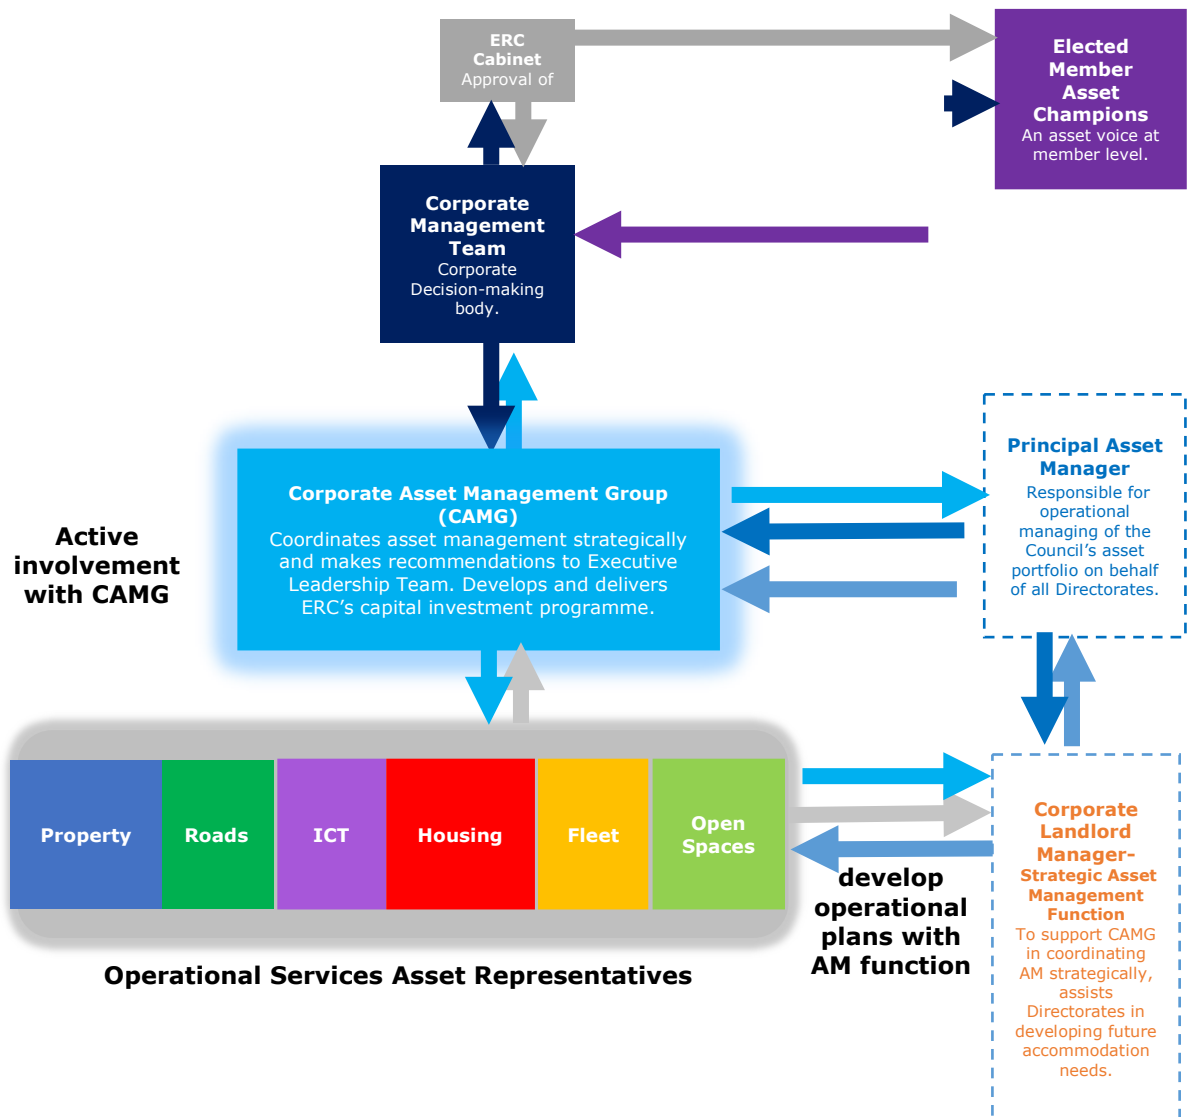 ERC
Cabinet
Approval of
Elected
Member
Asset
Champions
An asset voice at
member level.
Corporate
Management
Team
Corporate
Decision-making
body.
Active
involvement
with CAMG
Corporate Asset Management Group
(CAMG)
Coordinates asset management strategically
and makes recommendations to Executive
Leadership Team. Develops and delivers
ERC’s capital investment programme.
Principal Asset
Manager
Responsible for
operational
managing of the
Council’s asset
portfolio on behalf
of all Directorates.
Property
Roads
ICT
Housing
Fleet
Open
Spaces
Operational Services Asset Representatives
develop
operational
plans with
AM function
Corporate
Landlord
Manager–
Strategic Asset
Management
Function
To support CAMG
in coordinating
AM strategically,
assists
Directorates in
developing future
accommodation
needs.